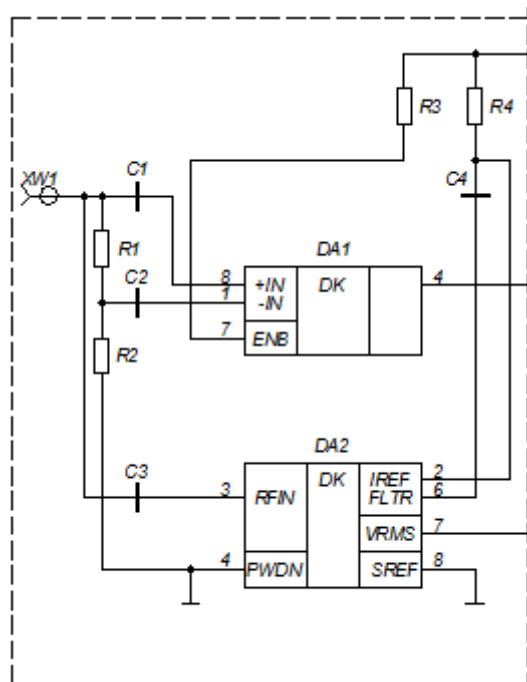 R3
R4
XW1
C1
C4
R1
DA1
C2
8
+IN
DK
4
1
-IN
R2
7
ENB
DA2
C3
DK
IREF
2
3
RFIN
FLTR
6
VRMS
7
4
PWDN
SREF
8